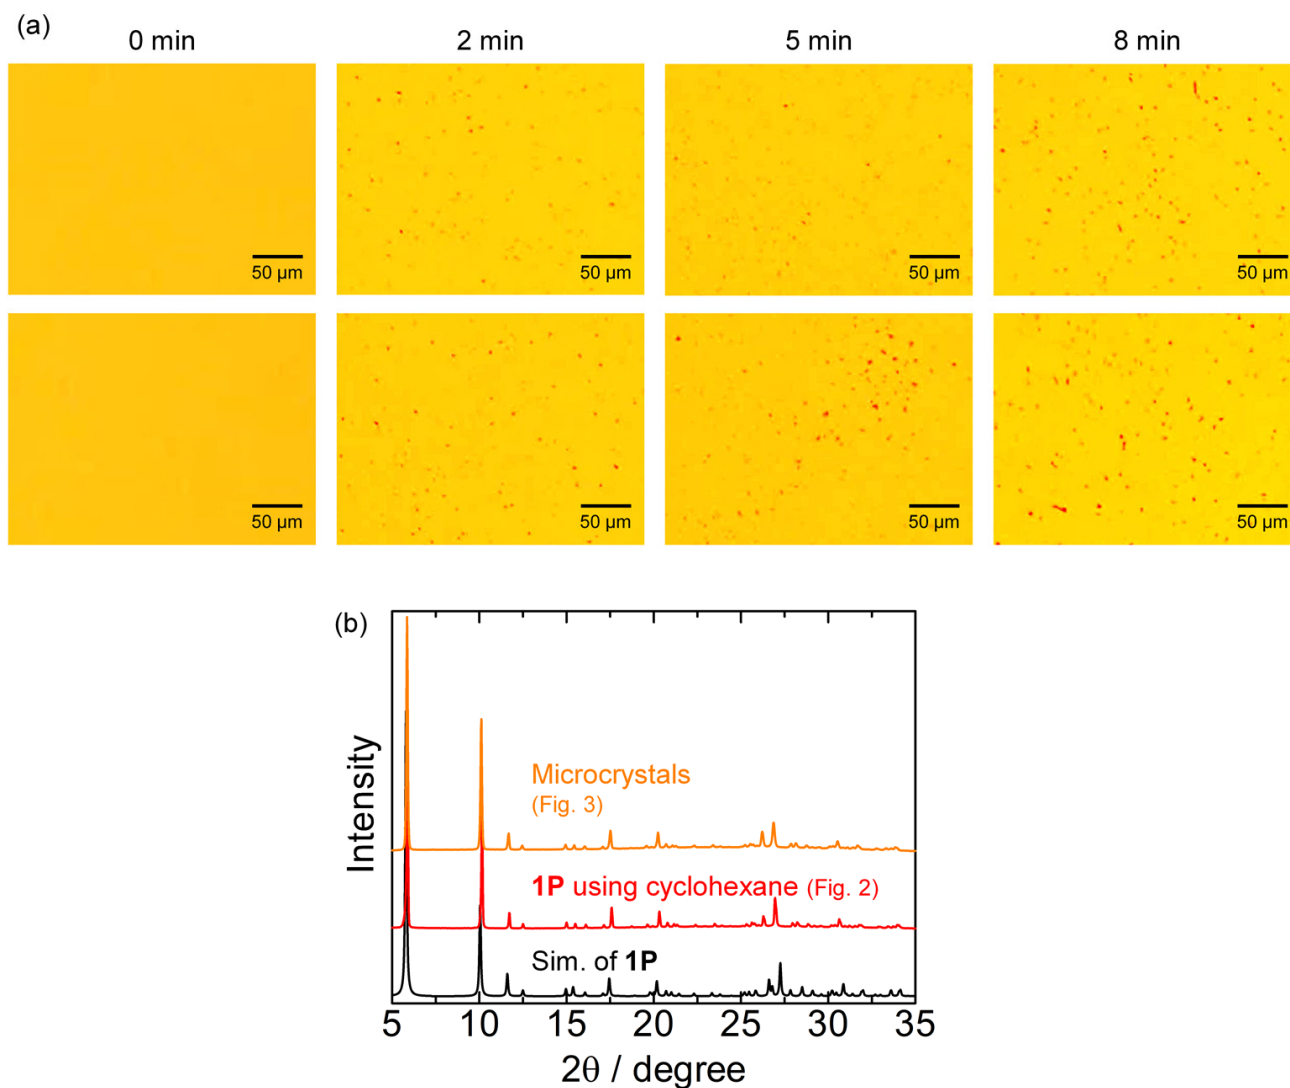 (a)
0 min
2 min
5 min
8 min
50 µm
50 µm
50 µm
50 µm
50 µm
50 µm
50 µm
50 µm
(b)
Intensity
Microcrystals
(Fig. 3)
1P using cyclohexane (Fig. 2)
Sim. of 1P
5 10 15 20 25 30 35
2θ / degree